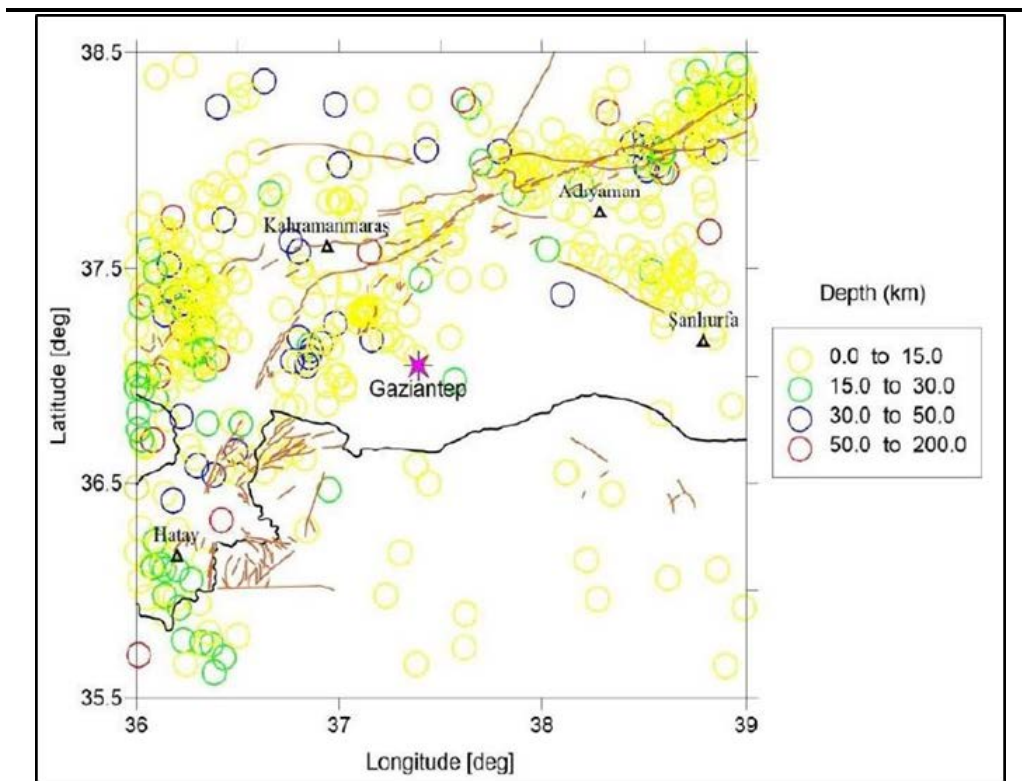 38.5
Adıyaman
Kahramanmaraş
37.5
Şanlıurfa
Gaziantep
36.5
Hatay
35.5
36
37
38
39
Latitude [deg]
Longitude [deg]
Depth (km)
0.0 to 15.0
15.0 to 30.0
30.0 to 50.0
50.0 to 200.0